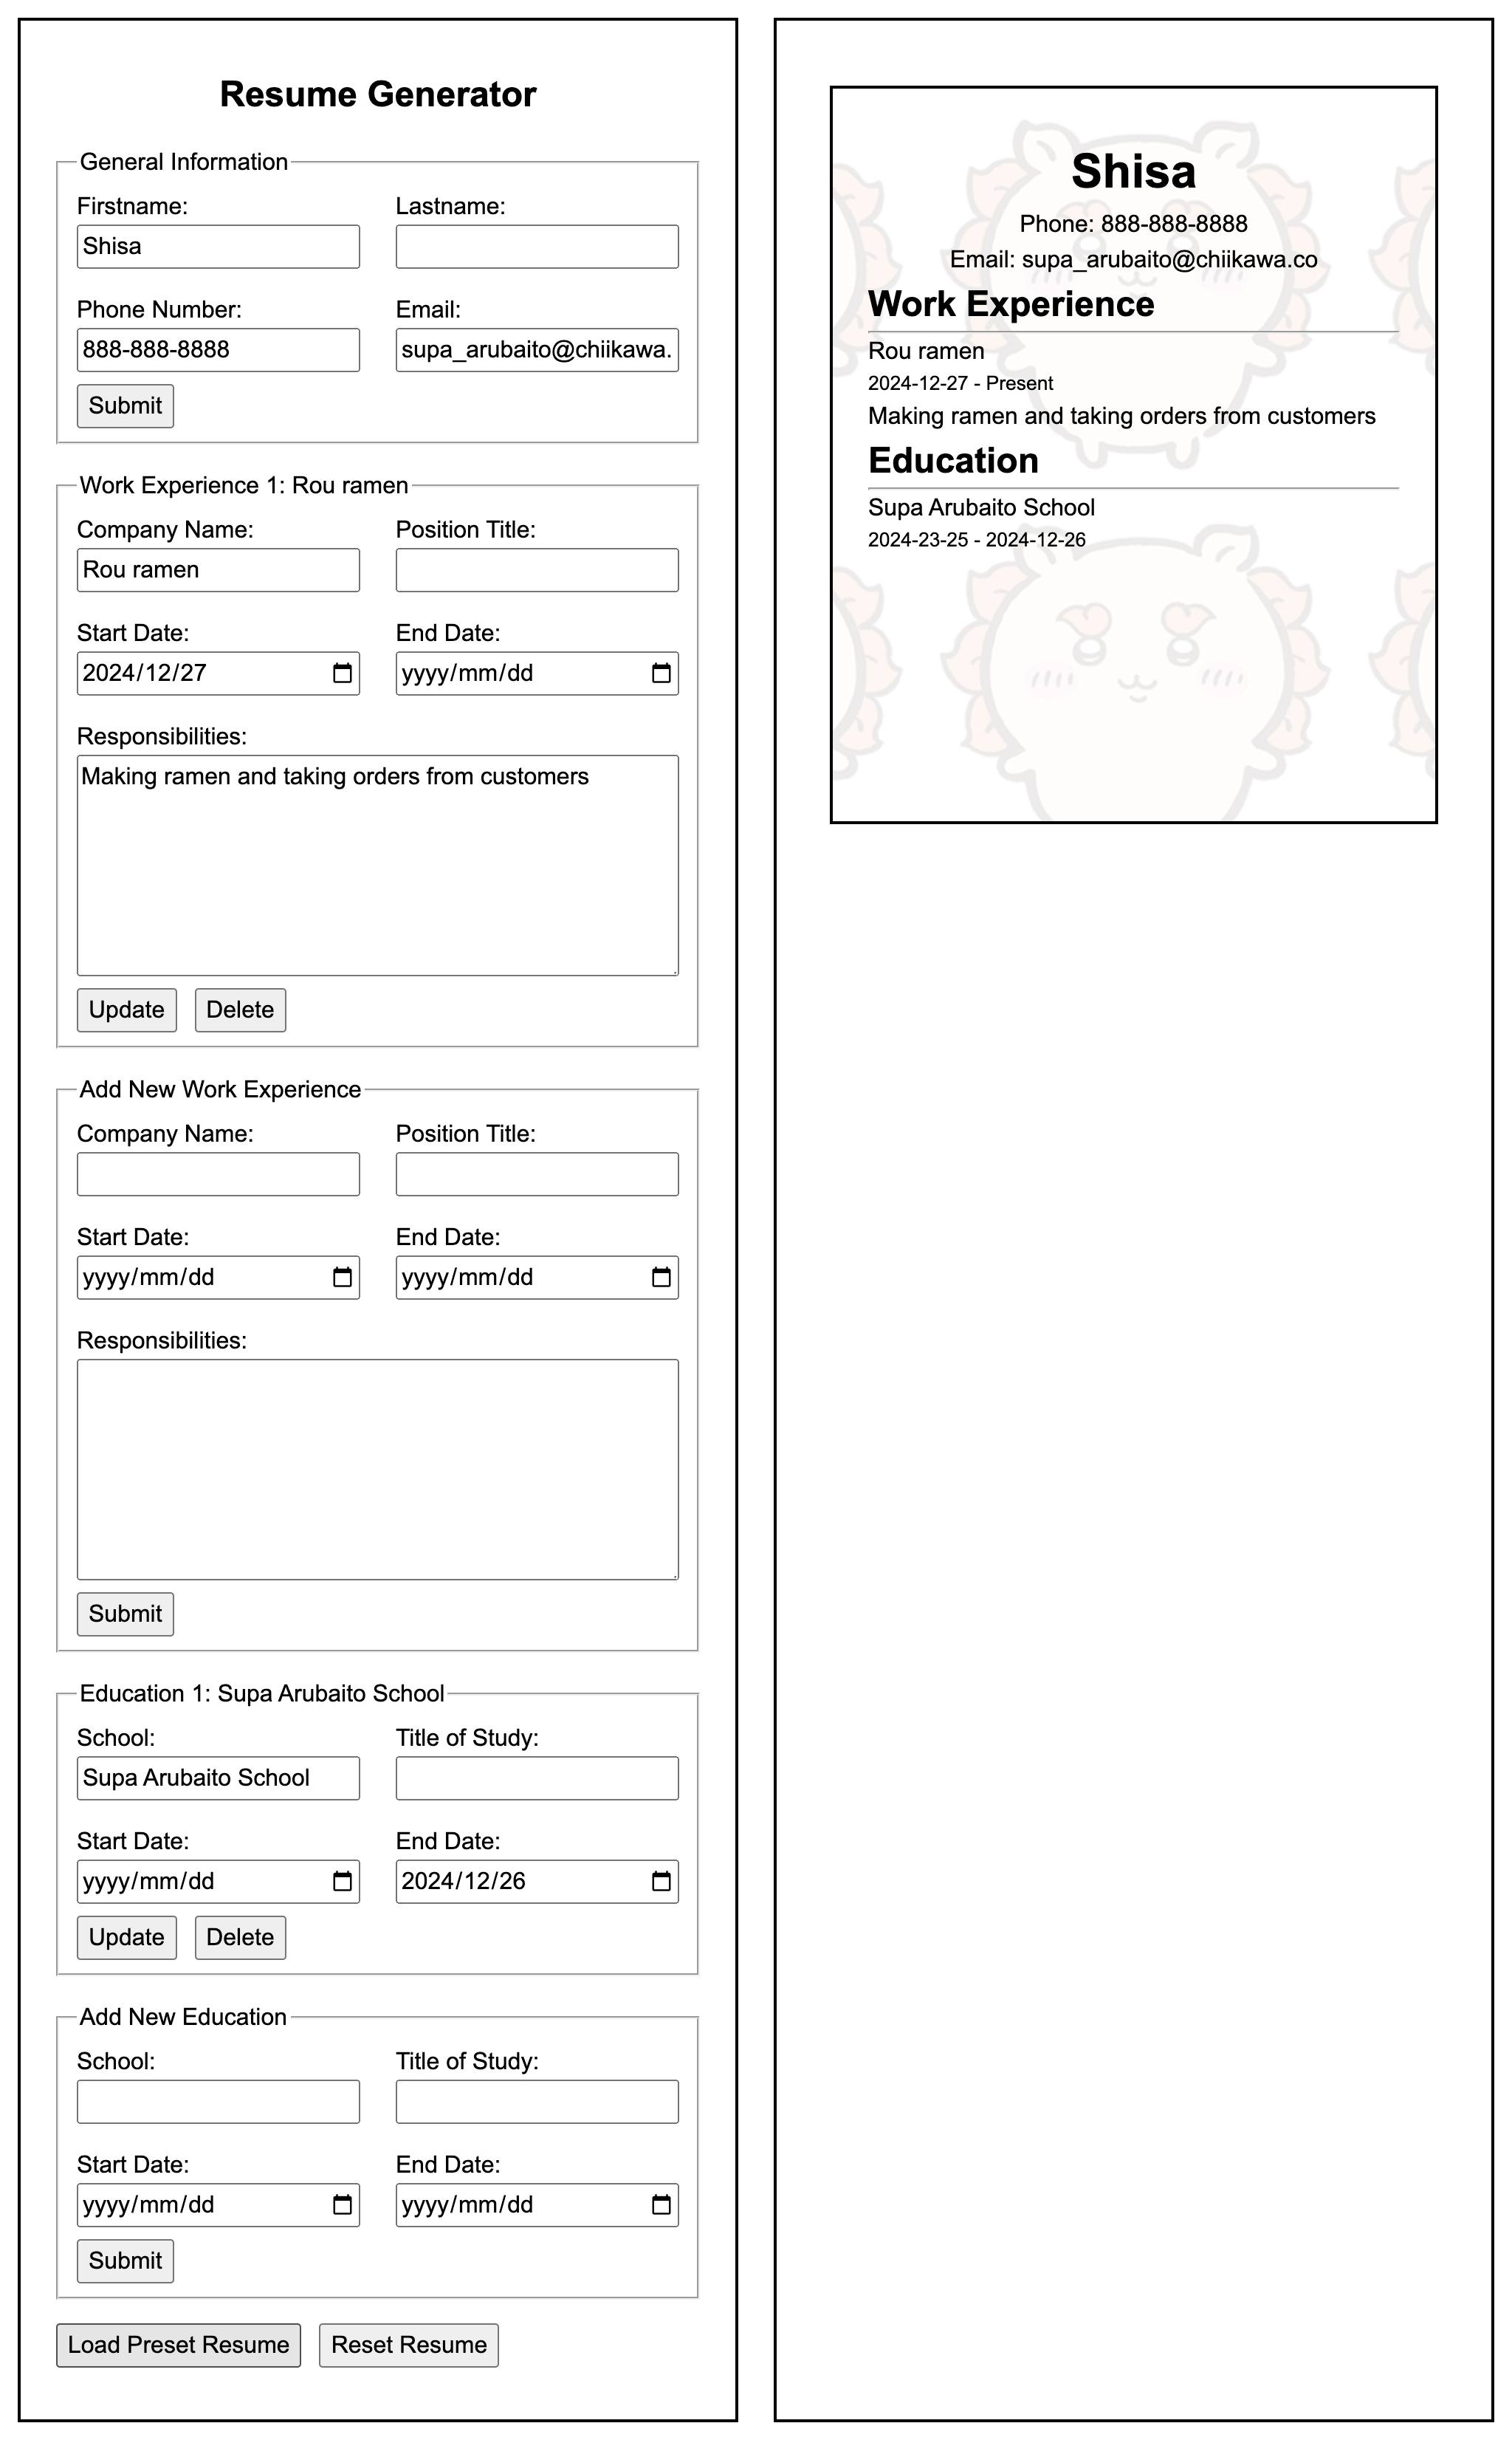 Resume Generator
General Information
Firstname: Lastname:
Shisa
Phone Number: Email:
888-888-8888 supa_arubaito@chiikawa.
Submit
Work Experience 1: Rou ramen
Company Name: Position Title:
Rou ramen
Start Date: End Date:
2024/12/27 yyyy/mm/dd
Responsibilities:
Making ramen and taking orders from customers
Update Delete
Add New Work Experience
Company Name: Position Title:
Start Date: End Date:
yyyy/mm/dd yyyy/mm/dd
Responsibilities:
Submit
Education 1: Supa Arubaito School
School: Title of Study:
Supa Arubaito School
Start Date: End Date:
yyyy/mm/dd 2024/12/26
Update Delete
Add New Education
School: Title of Study:
Start Date: End Date:
yyyy/mm/dd yyyy/mm/dd
Submit
Load Preset Resume Reset Resume
Shisa
Phone: 888-888-8888
Email: supa_arubaito@chiikawa.co
Work Experience
Rou ramen
2024-12-27 - Present
Making ramen and taking orders from customers
Education
Supa Arubaito School
2024-23-25 - 2024-12-26